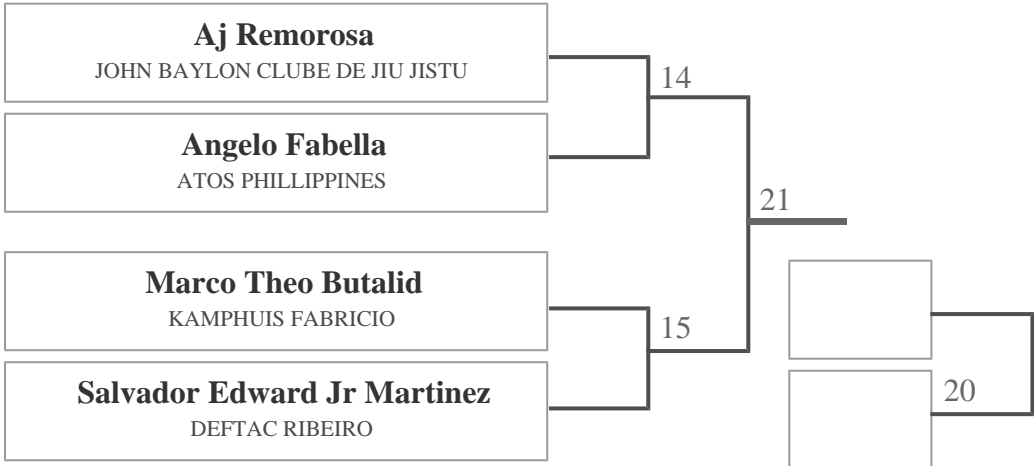 Aj Remorosa
JOHN BAYLON CLUBE DE JIU JISTU
14
Angelo Fabella
ATOS PHILLIPPINES
21
Marco Theo Butalid
KAMPHUIS FABRICIO
15
Salvador Edward Jr Martinez
DEFTAC RIBEIRO
20